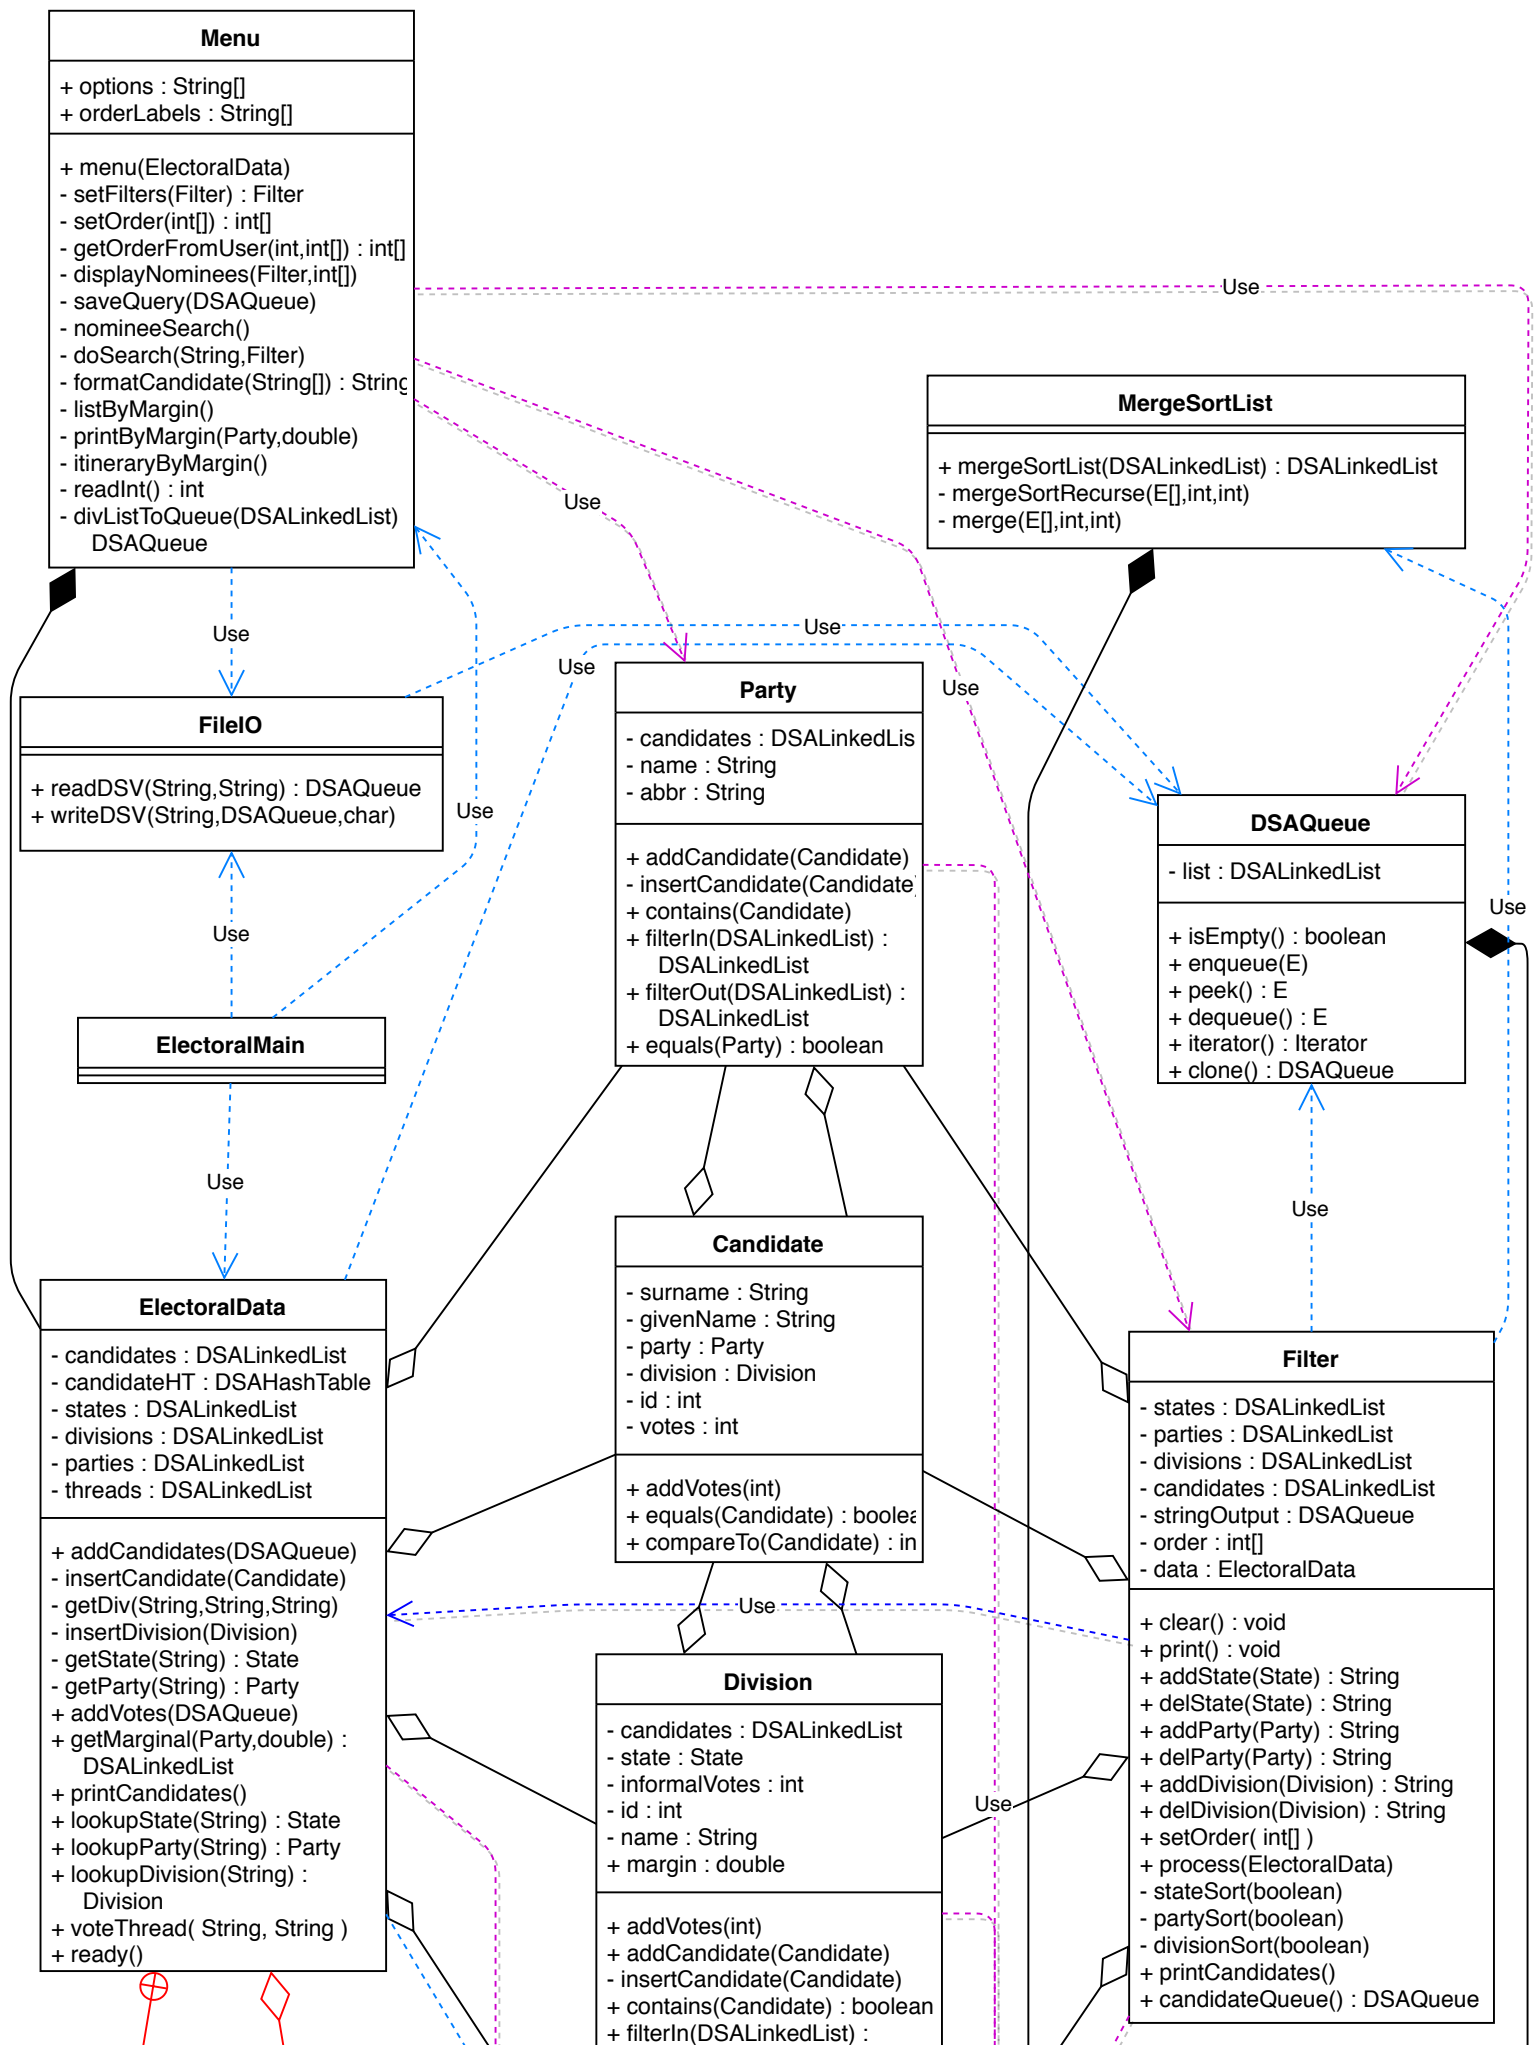 Menu
+ options : String[]
+ orderLabels : String[]
+ menu(ElectoralData)
- setFilters(Filter) : Filter
- setOrder(int[]) : int[]
- getOrderFromUser(int,int[]) : int[]
- displayNominees(Filter,int[])
- saveQuery(DSAQueue)
- nomineeSearch()
- doSearch(String,Filter)
- formatCandidate(String[]) : String
- listByMargin()
- printByMargin(Party,double)
- itineraryByMargin()
- readInt() : int
- divListToQueue(DSALinkedList)
DSAQueue
Use
MergeSortList
+ mergeSortList(DSALinkedList) : DSALinkedList
- mergeSortRecurse(E[],int,int)
- merge(E[],int,int)
Use
Use
Use
Use
Use
FileIO
+ readDSV(String,String) : DSAQueue
+ writeDSV(String,DSAQueue,char)
Use
Use
Party
- candidates : DSALinkedLis
- name : String
- abbr : String
+ addCandidate(Candidate)
- insertCandidate(Candidate)
+ contains(Candidate)
+ filterIn(DSALinkedList) :
DSALinkedList
+ filterOut(DSALinkedList) :
DSALinkedList
+ equals(Party) : boolean
DSAQueue
- list : DSALinkedList
+ isEmpty() : boolean
+ enqueue(E)
+ peek() : E
+ dequeue() : E
+ iterator() : Iterator
+ clone() : DSAQueue
Use
ElectoralMain
Use
Use
ElectoralData
- candidates : DSALinkedList
- candidateHT : DSAHashTable
- states : DSALinkedList
- divisions : DSALinkedList
- parties : DSALinkedList
- threads : DSALinkedList
+ addCandidates(DSAQueue)
- insertCandidate(Candidate)
- getDiv(String,String,String)
- insertDivision(Division)
- getState(String) : State
- getParty(String) : Party
+ addVotes(DSAQueue)
+ getMarginal(Party,double) :
DSALinkedList
+ printCandidates()
+ lookupState(String) : State
+ lookupParty(String) : Party
+ lookupDivision(String) :
Division
+ voteThread( String, String )
+ ready()
Candidate
- surname : String
- givenName : String
- party : Party
- division : Division
- id : int
- votes : int
+ addVotes(int)
+ equals(Candidate) : boolea
+ compareTo(Candidate) : in
Use
Division
- candidates : DSALinkedList
- state : State
- informalVotes : int
- id : int
- name : String
+ margin : double
+ addVotes(int)
+ addCandidate(Candidate)
- insertCandidate(Candidate)
+ contains(Candidate) : boolean
+ filterIn(DSALinkedList) :
Use
Filter
- states : DSALinkedList
- parties : DSALinkedList
- divisions : DSALinkedList
- candidates : DSALinkedList
- stringOutput : DSAQueue
- order : int[]
- data : ElectoralData
+ clear() : void
+ print() : void
+ addState(State) : String
+ delState(State) : String
+ addParty(Party) : String
+ delParty(Party) : String
+ addDivision(Division) : String
+ delDivision(Division) : String
+ setOrder( int[] )
+ process(ElectoralData)
- stateSort(boolean)
- partySort(boolean)
- divisionSort(boolean)
+ printCandidates()
+ candidateQueue() : DSAQueue